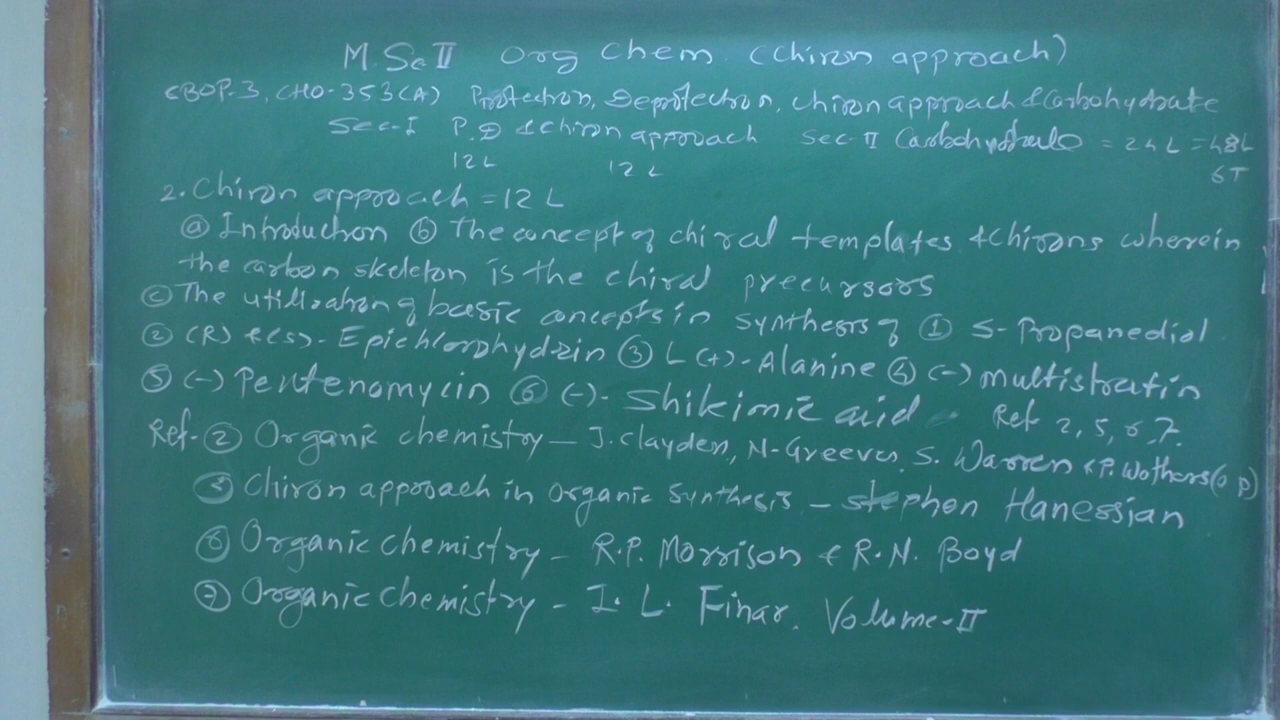 M.Sc II Org Chem. (Chiron approach)
CBOP-3, CHO-353(A) Protection, Deprotection, Chiron approach & Carbohydrate
Sec-I P.D & Chiron approach Sec-II Carbohydrate = 24L = 48L
12 L 12 L 6T
2. Chiron approach = 12 L
ⓐ Introduction ⓑ The concept of chiral templates & chirons wherein
the carbon skeleton is the chiral precursors
ⓒ The utilisation of basic concepts in synthesis of ① S-Propanediol
② (R) & (S)- Epichlorohydrin ③ L(+)-Alanine ④ (-) multistratin
⑤ (-) Pentenomycin ⑥ (-)- Shikimic acid Ref 2, 5, 6, 7.
Ref- ② Organic chemistry – J. Clayden, N-Greeves, S. Warren & P. Wothers (O P)
⑤ Chiron approach in organic synthesis – Stephon Hanessian
⑥ Organic chemistry – R.P. Morrison & R.N. Boyd
⑦ Organic chemistry – I. L. Finar. Volume-II